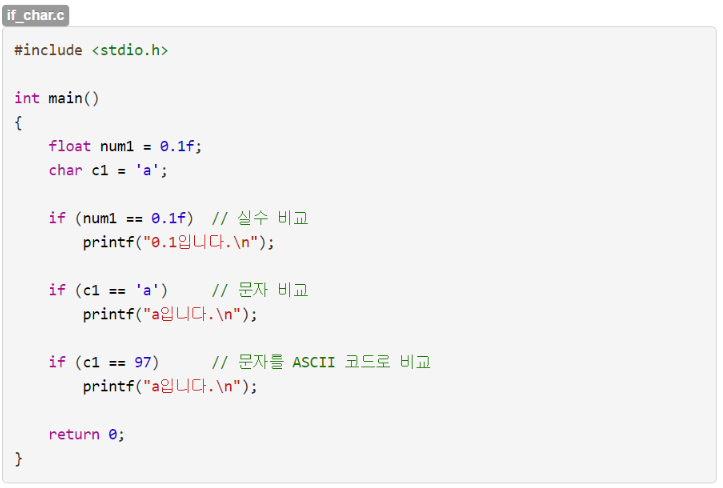 if_char.c
#include <stdio.h>
int main()
{
    float num1 = 0.1f;
    char c1 = 'a';
    if (num1 == 0.1f)  // 실수 비교
        printf("0.1입니다.\n");
    if (c1 == 'a')     // 문자 비교
        printf("a입니다.\n");
    if (c1 == 97)      // 문자를 ASCII 코드로 비교
        printf("a입니다.\n");
    return 0;
}